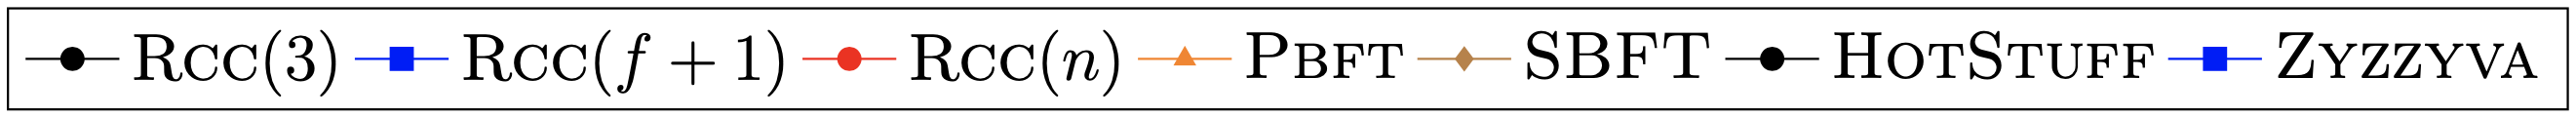 Rcc(3) Rcc(f + 1) Rcc(n) Pbft SBFT HotStuff Zyzzyva